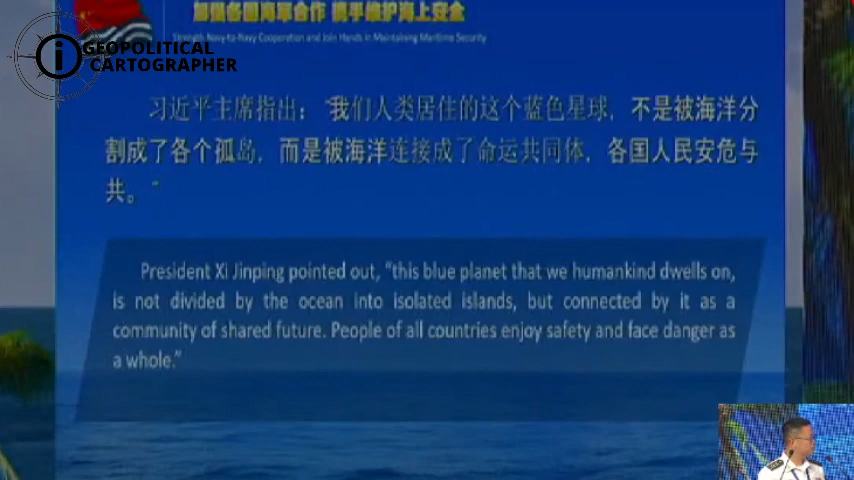 加强各国海军合作 携手维护海上安全
Strength Navy-to-Navy Cooperation and Join Hands in Maintaining Maritime Security
GEOPOLITICAL
CARTOGRAPHER
习近平主席指出：“我们人类居住的这个蓝色星球，不是被海洋分
割成了各个孤岛，而是被海洋连接成了命运共同体，各国人民安危与
共。”
President Xi Jinping pointed out, “this blue planet that we humankind dwells on,
is not divided by the ocean into isolated islands, but connected by it as a
community of shared future. People of all countries enjoy safety and face danger as
a whole.”